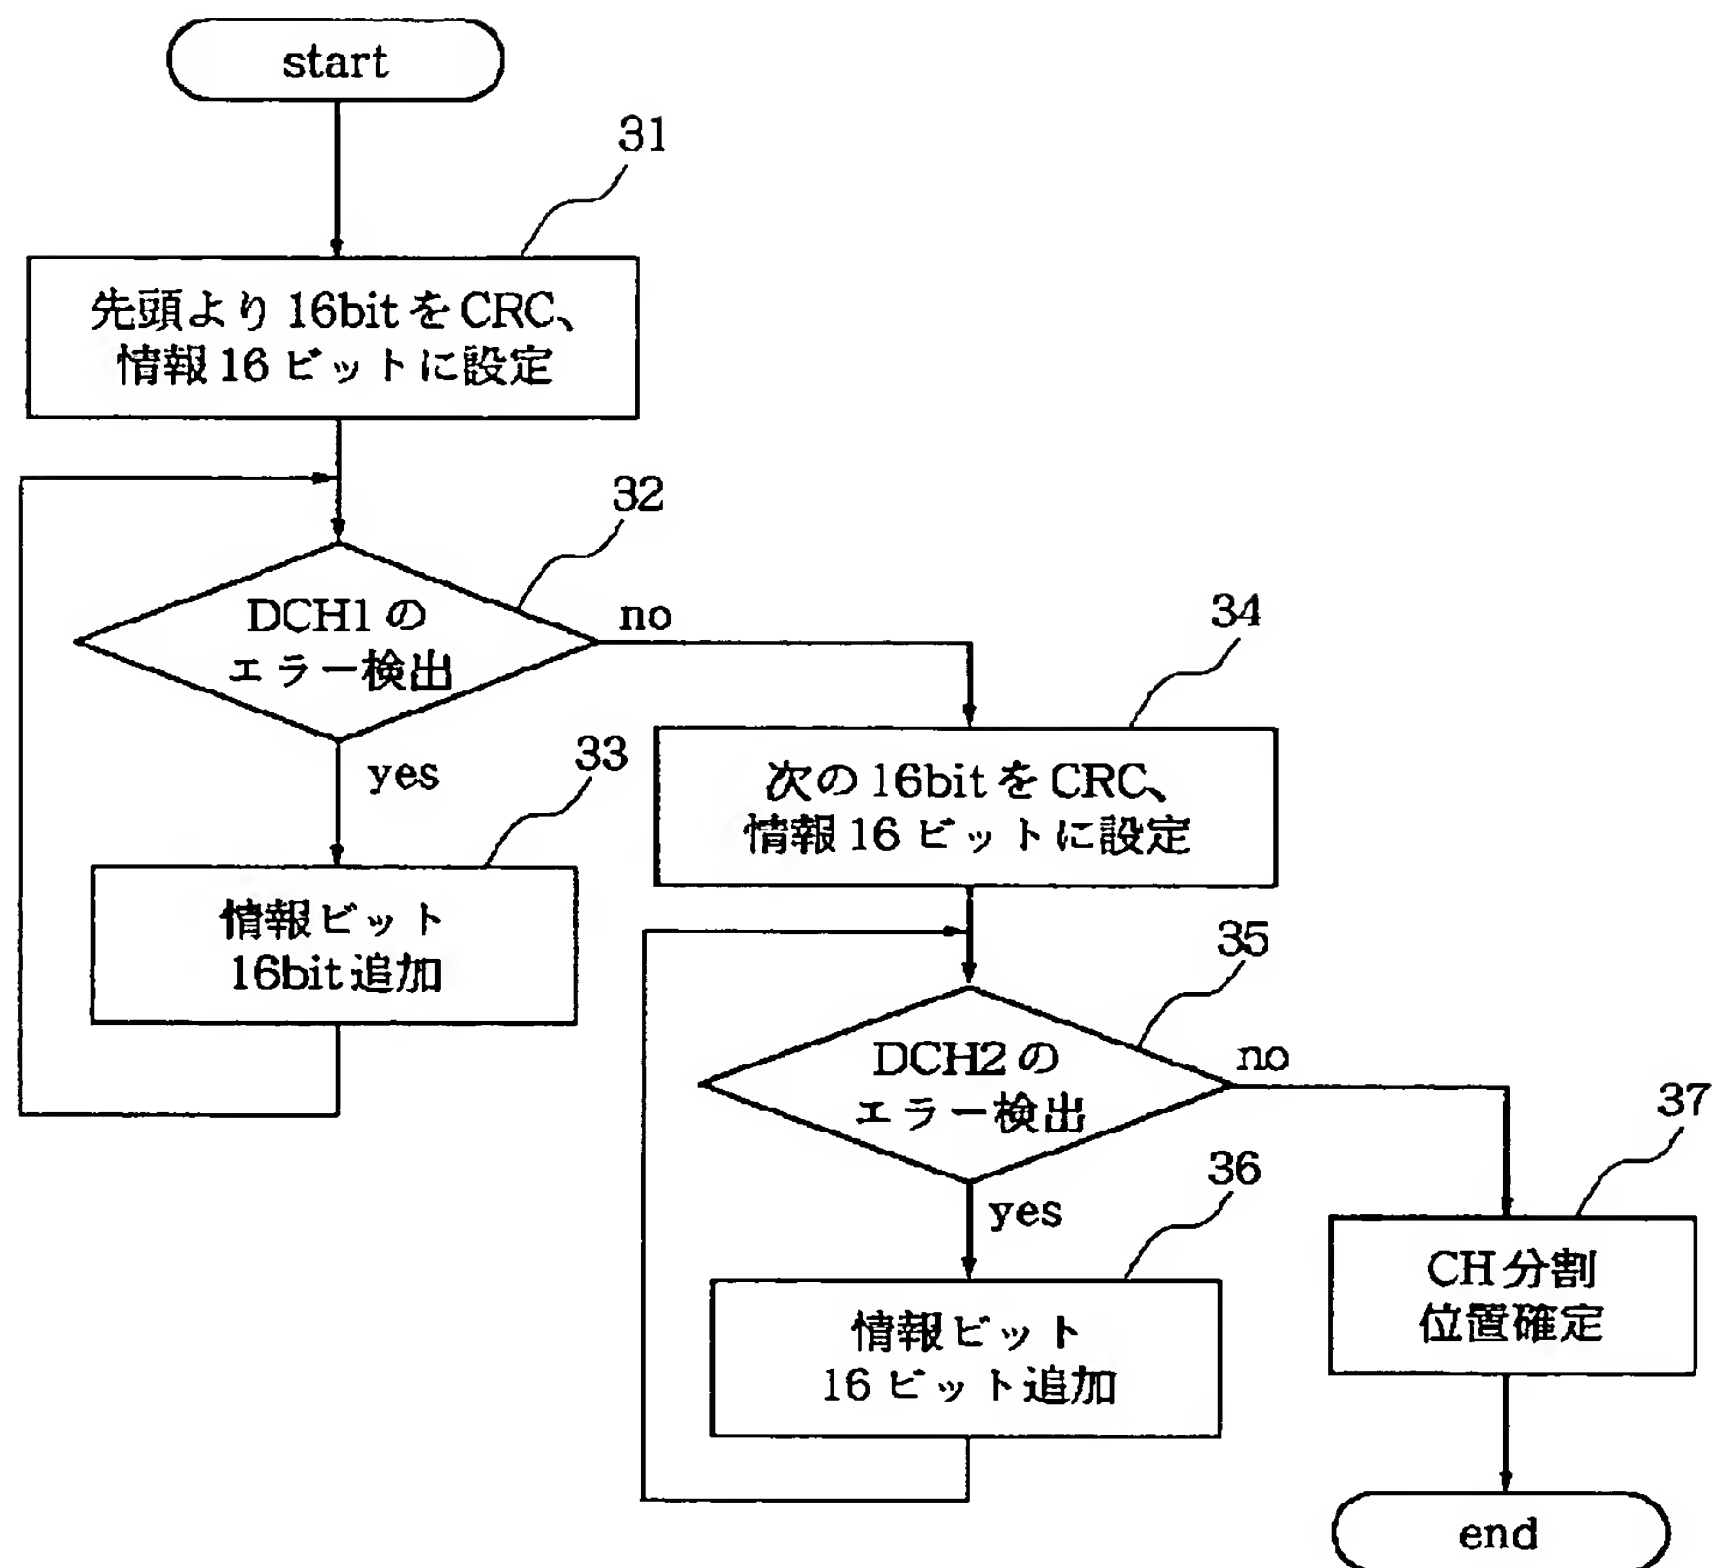 start
31
先頭より16bitをCRC、
情報16ビットに設定
32
DCH1の
エラー検出
no
yes
33
情報ビット
16bit追加
34
次の16bitをCRC、
情報16ビットに設定
35
DCH2の
エラー検出
no
yes
36
情報ビット
16ビット追加
37
CH分割
位置確定
end